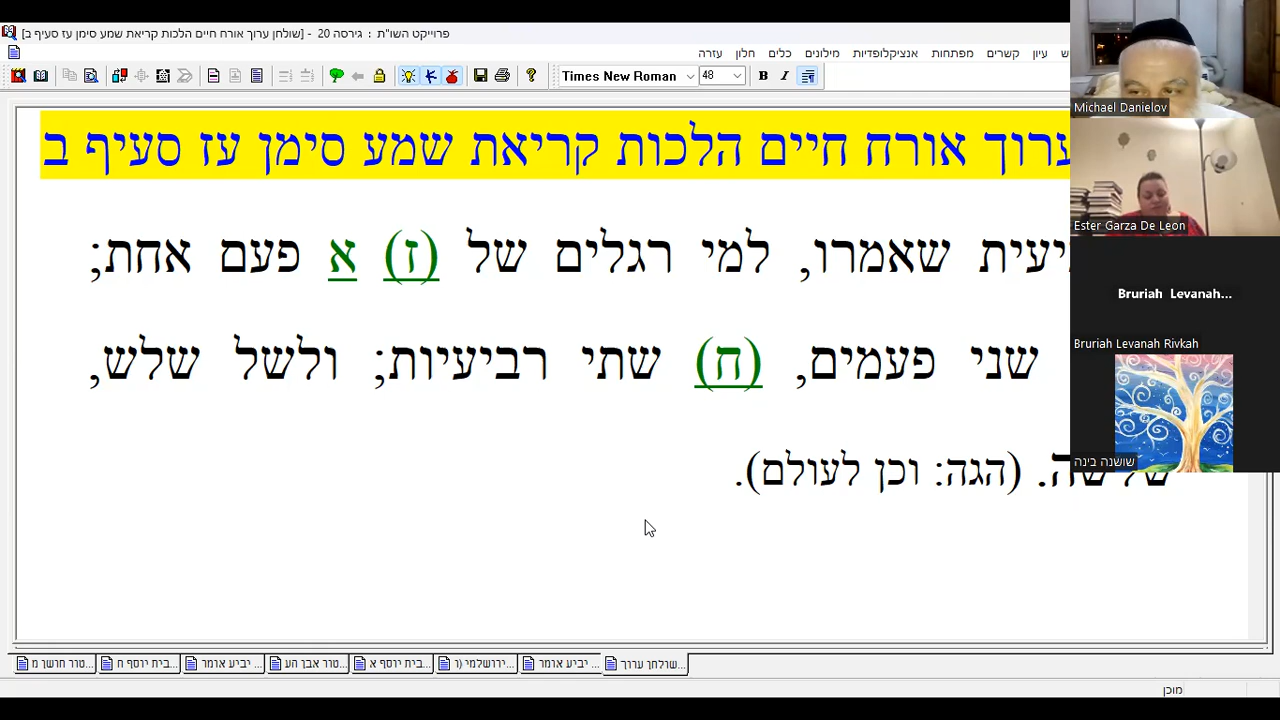 פרוייקט השו"ת : גירסה 20 - [שולחן ערוך אורח חיים הלכות קריאת שמע סימן עז סעיף ב]
עיון קשרים מפתחות אנציקלופדיות מילונים כלים חלון עזרה
Times New Roman 48 B I
ערוך אורח חיים הלכות קריאת שמע סימן עז סעיף ב
שאמרו, למי רגלים של (ז) א פעם אחת;
שני פעמים, (ח) שתי רביעיות; ולשל שלש,
(הגה: וכן לעולם).
Michael Danielov
Ester Garza De Leon
Bruriah Levanah...
Bruriah Levanah Rivkah
שושנה בינה
שולחן ערוך... יביע אומר ... ירושלמי (ו... בית יוסף א... טור אבן הע... יביע אומר ... בית יוסף ח... טור חושן מ...
מוכן